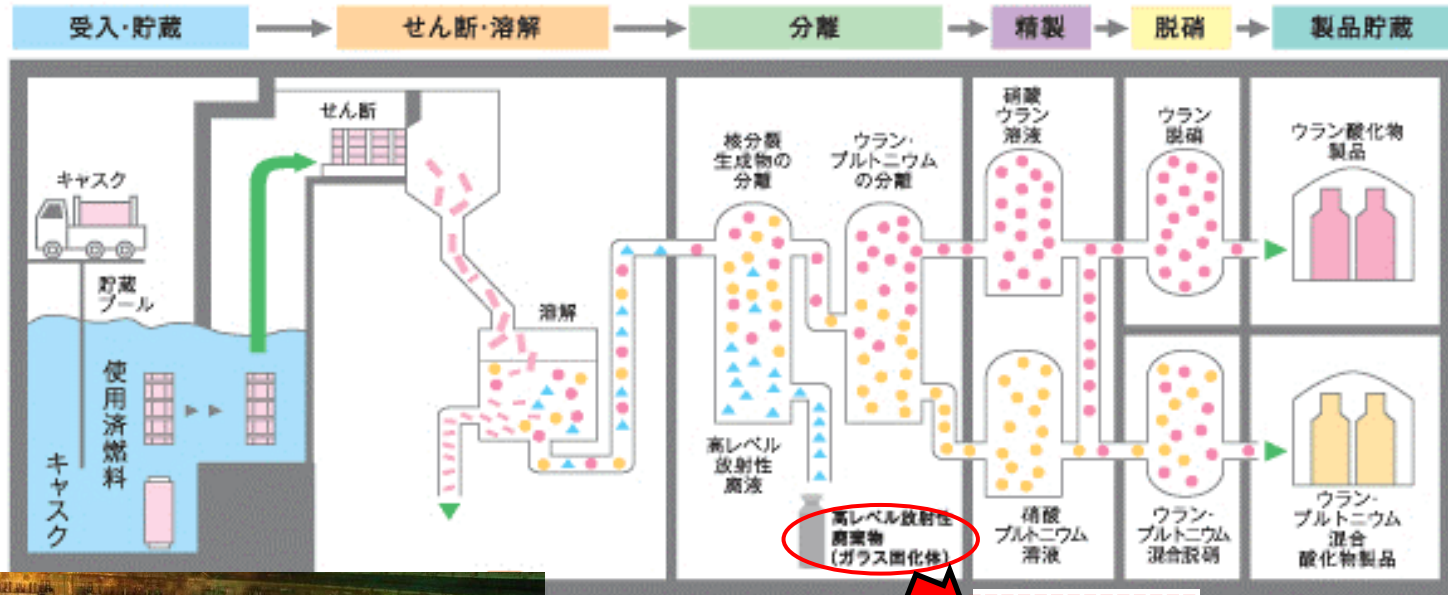 受入・貯蔵
せん断・溶解
分離
精製
脱硝
製品貯蔵
キャスク
貯蔵
プール
使用済燃料
キャスク
せん断
溶解
核分裂
生成物の
分離
ウラン・
プルトニウム
の分離
高レベル
放射性
廃液
高レベル放射性
廃棄物
(ガラス固化体)
硝酸
ウラン
溶液
硝酸
プルトニウム
溶液
ウラン
脱硝
ウラン・
プルトニウム
混合脱硝
ウラン酸化物
製品
ウラン・
プルトニウム
混合
酸化物製品